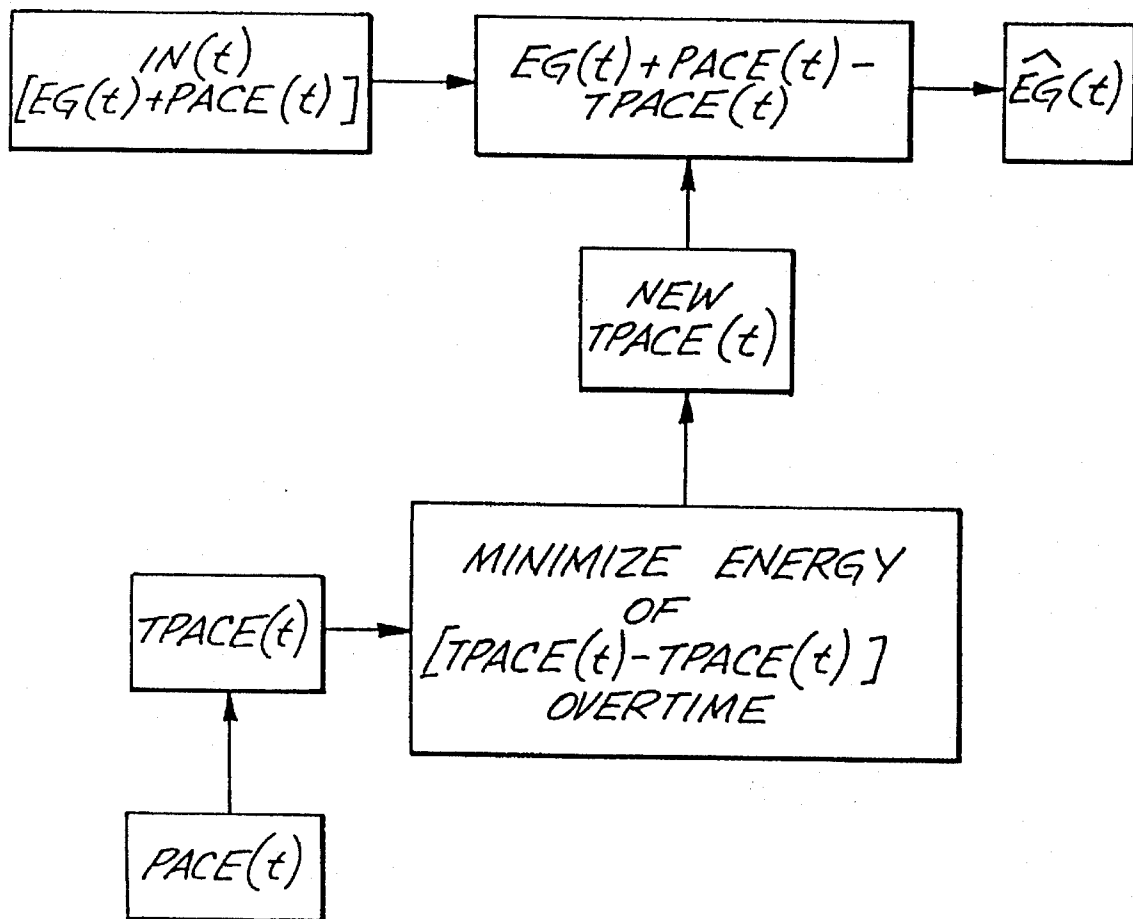 IN(t)
[EG(t)+PACE(t)]
EG(t)+PACE(t)-
TPACE(t)
ÊG(t)
NEW
TPACE(t)
MINIMIZE ENERGY
OF
[TPACE(t)-TPACE(t)]
OVERTIME
TPACE(t)
PACE(t)